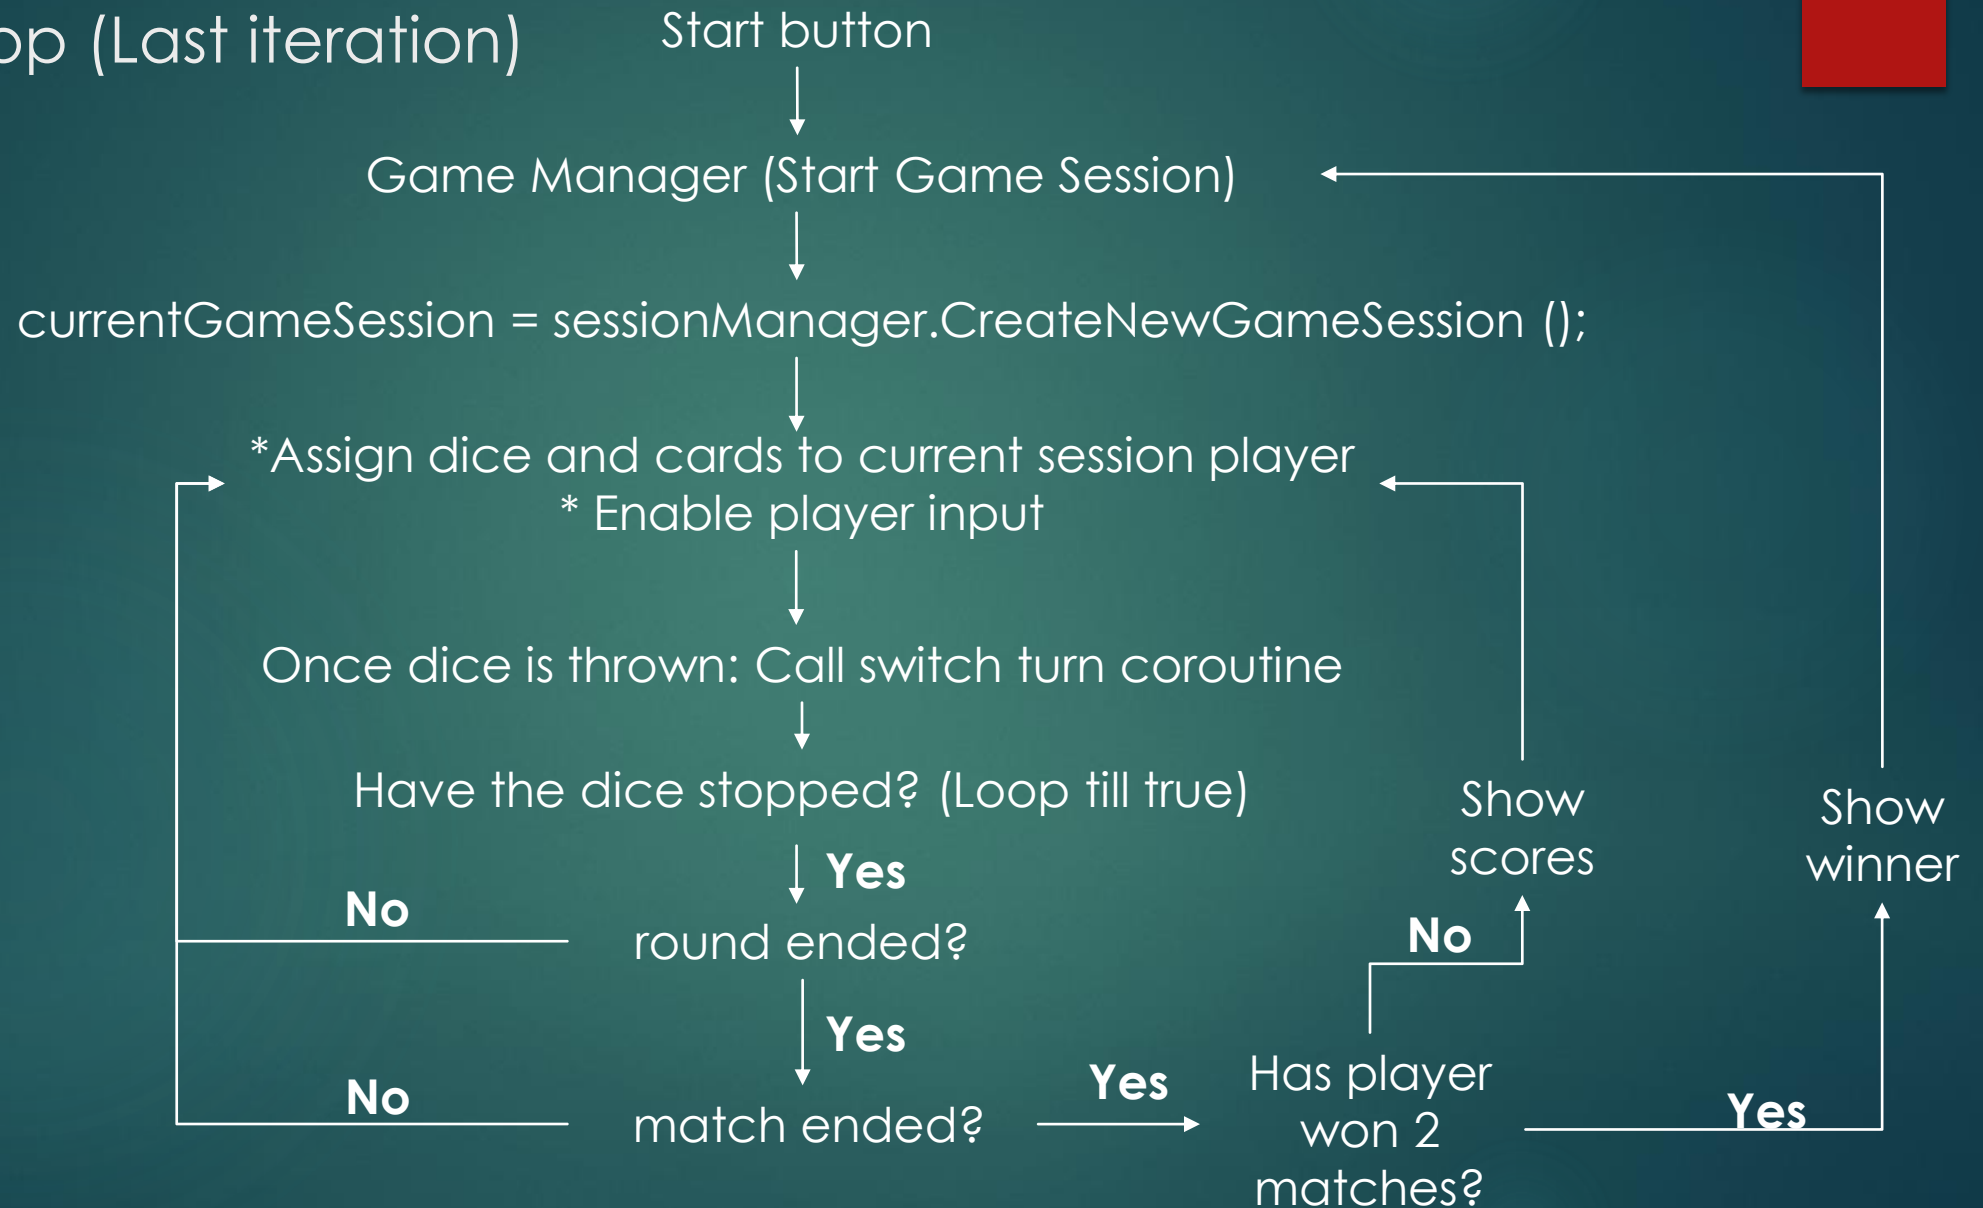 (Last iteration)
Start button
Game Manager (Start Game Session)
currentGameSession = sessionManager.CreateNewGameSession ();
*Assign dice and cards to current session player
* Enable player input
Once dice is thrown: Call switch turn coroutine
Have the dice stopped? (Loop till true)
Show
scores
Show
winner
Yes
No
round ended?
No
Yes
No
match ended?
Yes
Has player
won 2
matches?
Yes